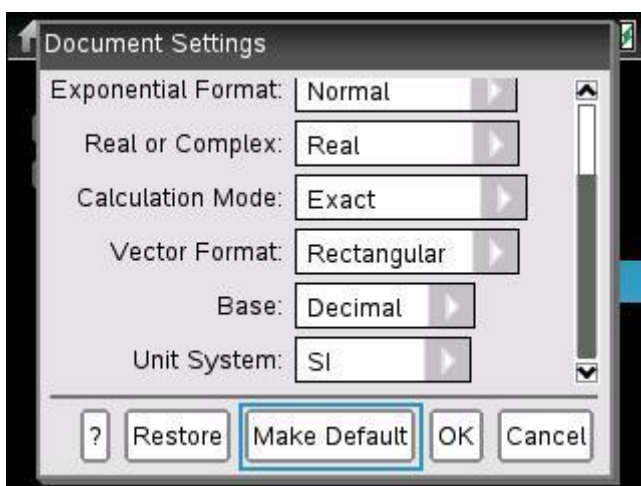 Document Settings
Exponential Format: Normal
Real or Complex: Real
Calculation Mode: Exact
Vector Format: Rectangular
Base: Decimal
Unit System: SI
? Restore Make Default OK Cancel